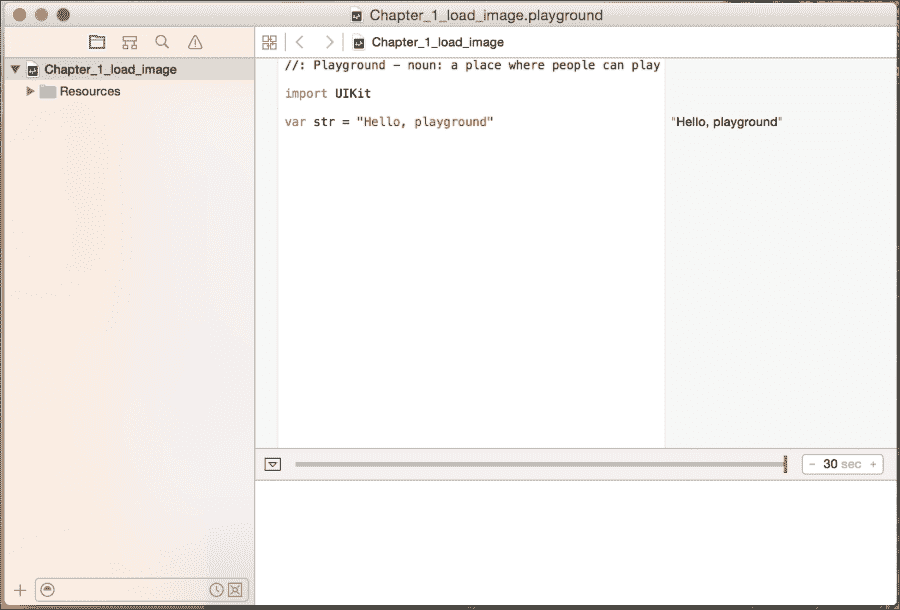 Chapter_1_load_image.playground
Chapter_1_load_image
Chapter_1_load_image
Resources
//: Playground - noun: a place where people can play
import UIKit
var str = "Hello, playground"
"Hello, playground"
- 30 sec +